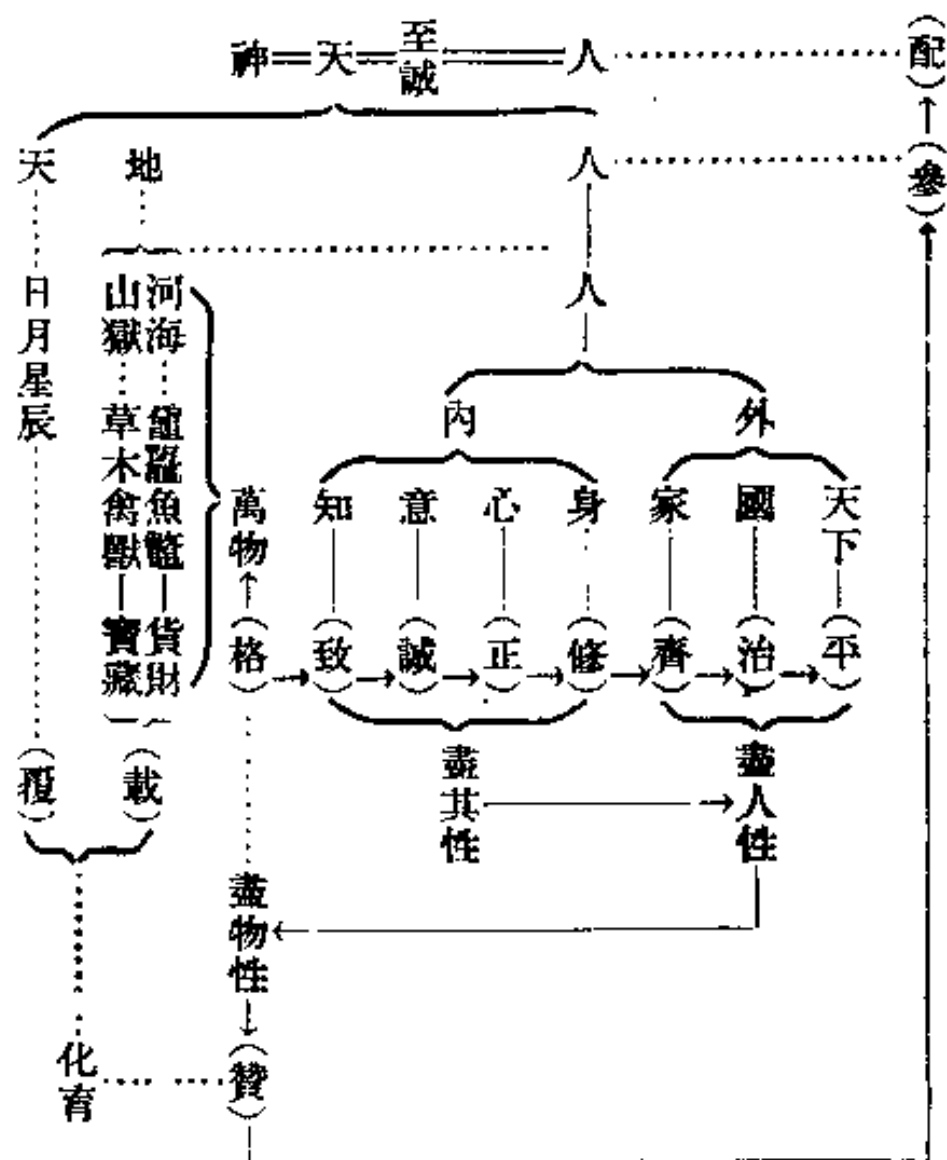 神 天 至誠 人 (配)
天 地 人 (參)
人
日月星辰
山獄 草木禽獸 寶藏
河海 黿鼉魚鼈 貨財
萬物
內 外
知 意 心 身 家 國 天下
(格) (致) (誠) (正) (修) (齊) (治) (平)
盡其性 盡人性
(覆) (載)
盡物性
化育 (贊)